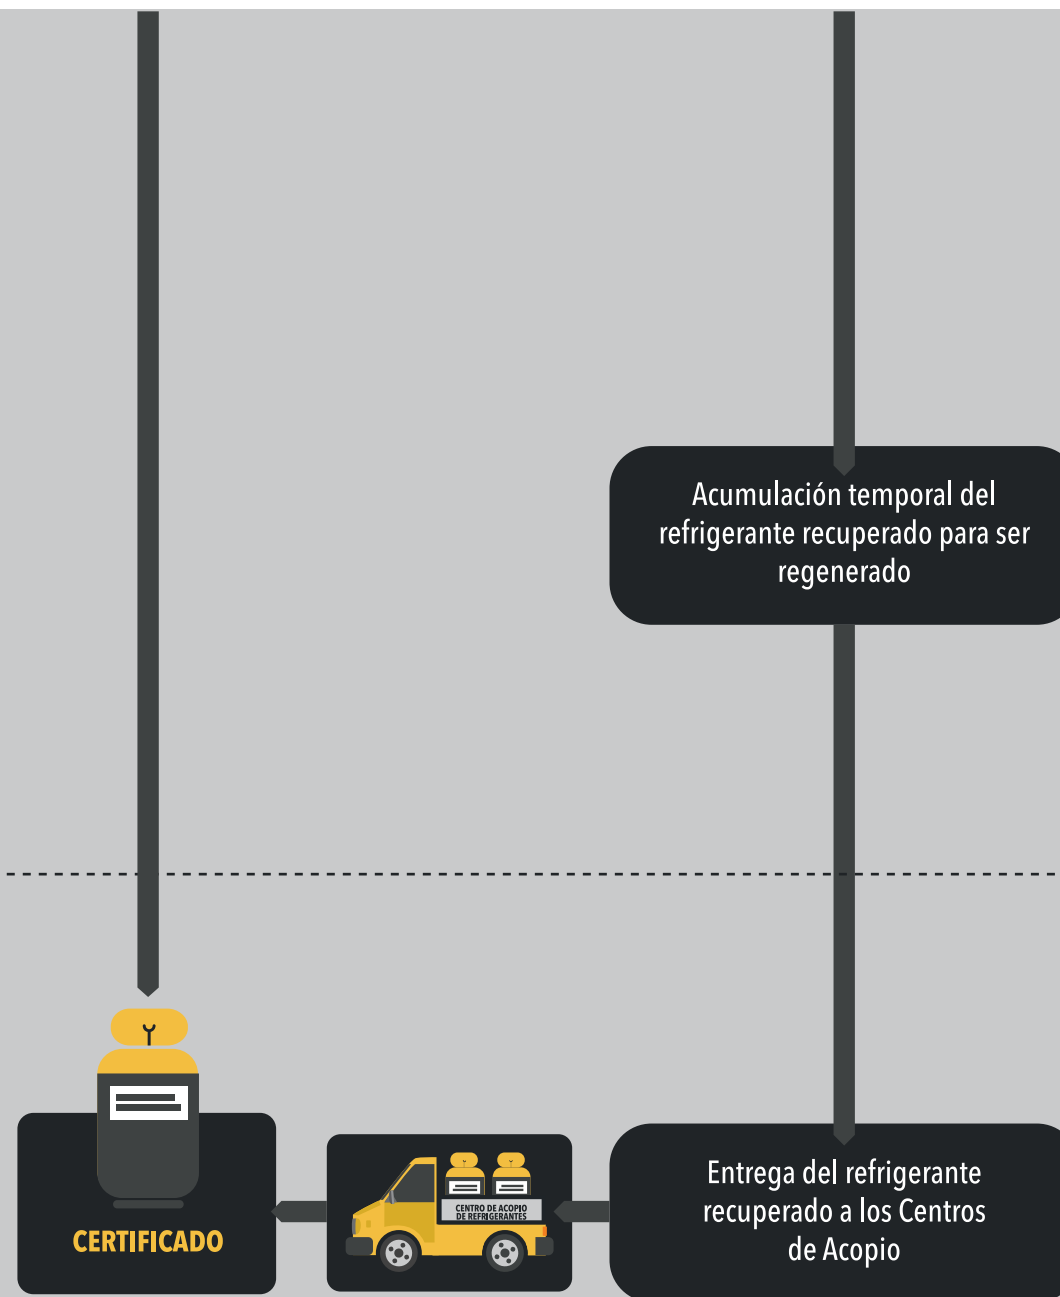 Acumulación temporal del
refrigerante recuperado para ser
regenerado
CERTIFICADO
CENTRO DE ACOPIO
DE REFRIGERANTES
Entrega del refrigerante
recuperado a los Centros
de Acopio